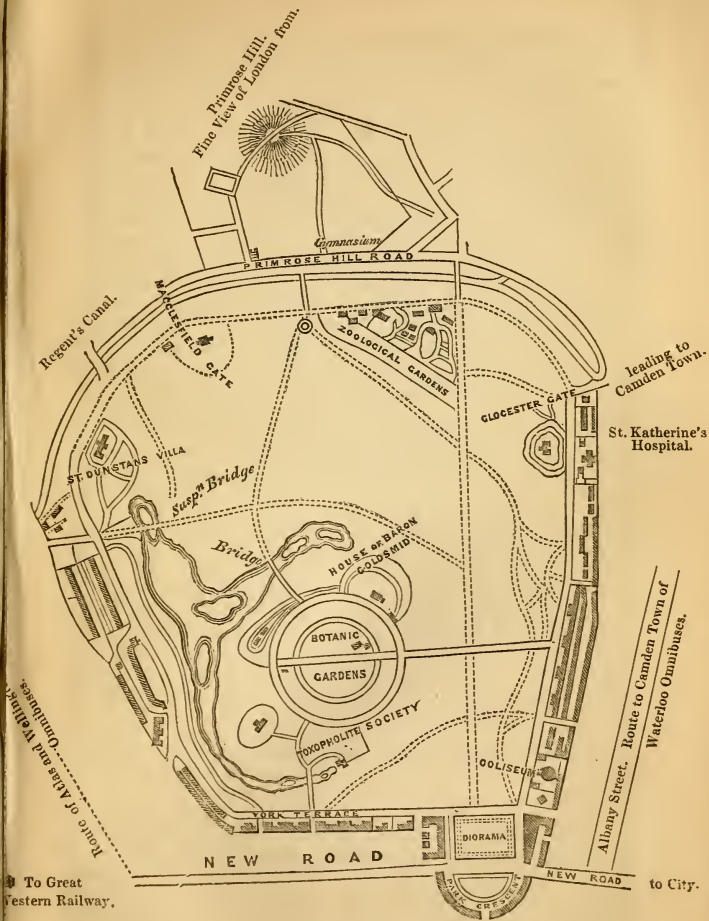 Primrose Hill.
Fine View of London from.
Gymnasium
PRIMROSE HILL ROAD
Regent's Canal.
MACCLESFIELD GATE
ZOOLOGICAL GARDENS
leading to
Camden Town.
GLOCESTER GATE
St. Katherine's
Hospital.
ST. DUNSTANS VILLA
Suspn. Bridge
Bridge
HOUSE OF BARON
GOLDSMID
BOTANIC
GARDENS
TOXOPHOLITE SOCIETY
COLISEUM
Albany Street. Route to Camden Town of
Waterloo Omnibuses.
Route of Atlas and Welling
Omnibuses.
YORK TERRACE
DIORAMA
NEW ROAD
PARK CRESCENT
NEW ROAD
to City.
To Great
Western Railway.